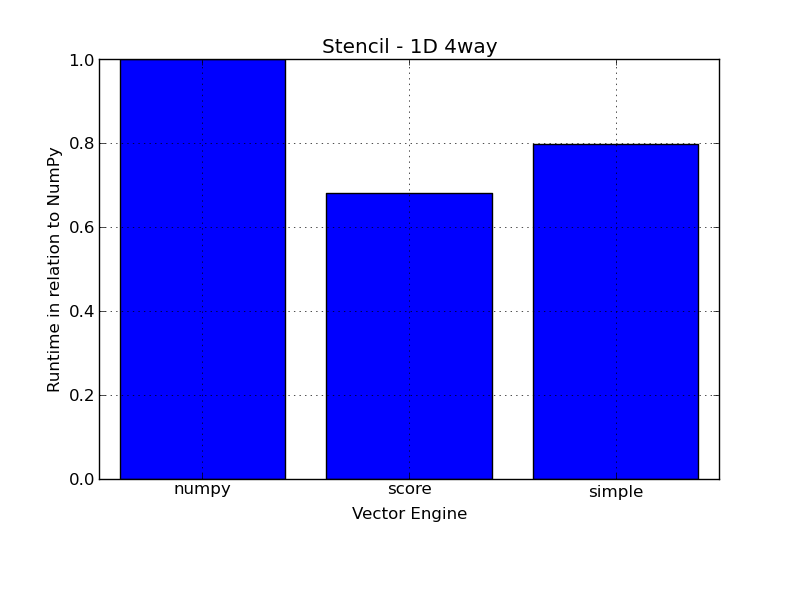 Stencil - 1D 4way
1.0
0.8
0.6
0.4
0.2
0.0
Runtime in relation to NumPy
numpy score simple
Vector Engine